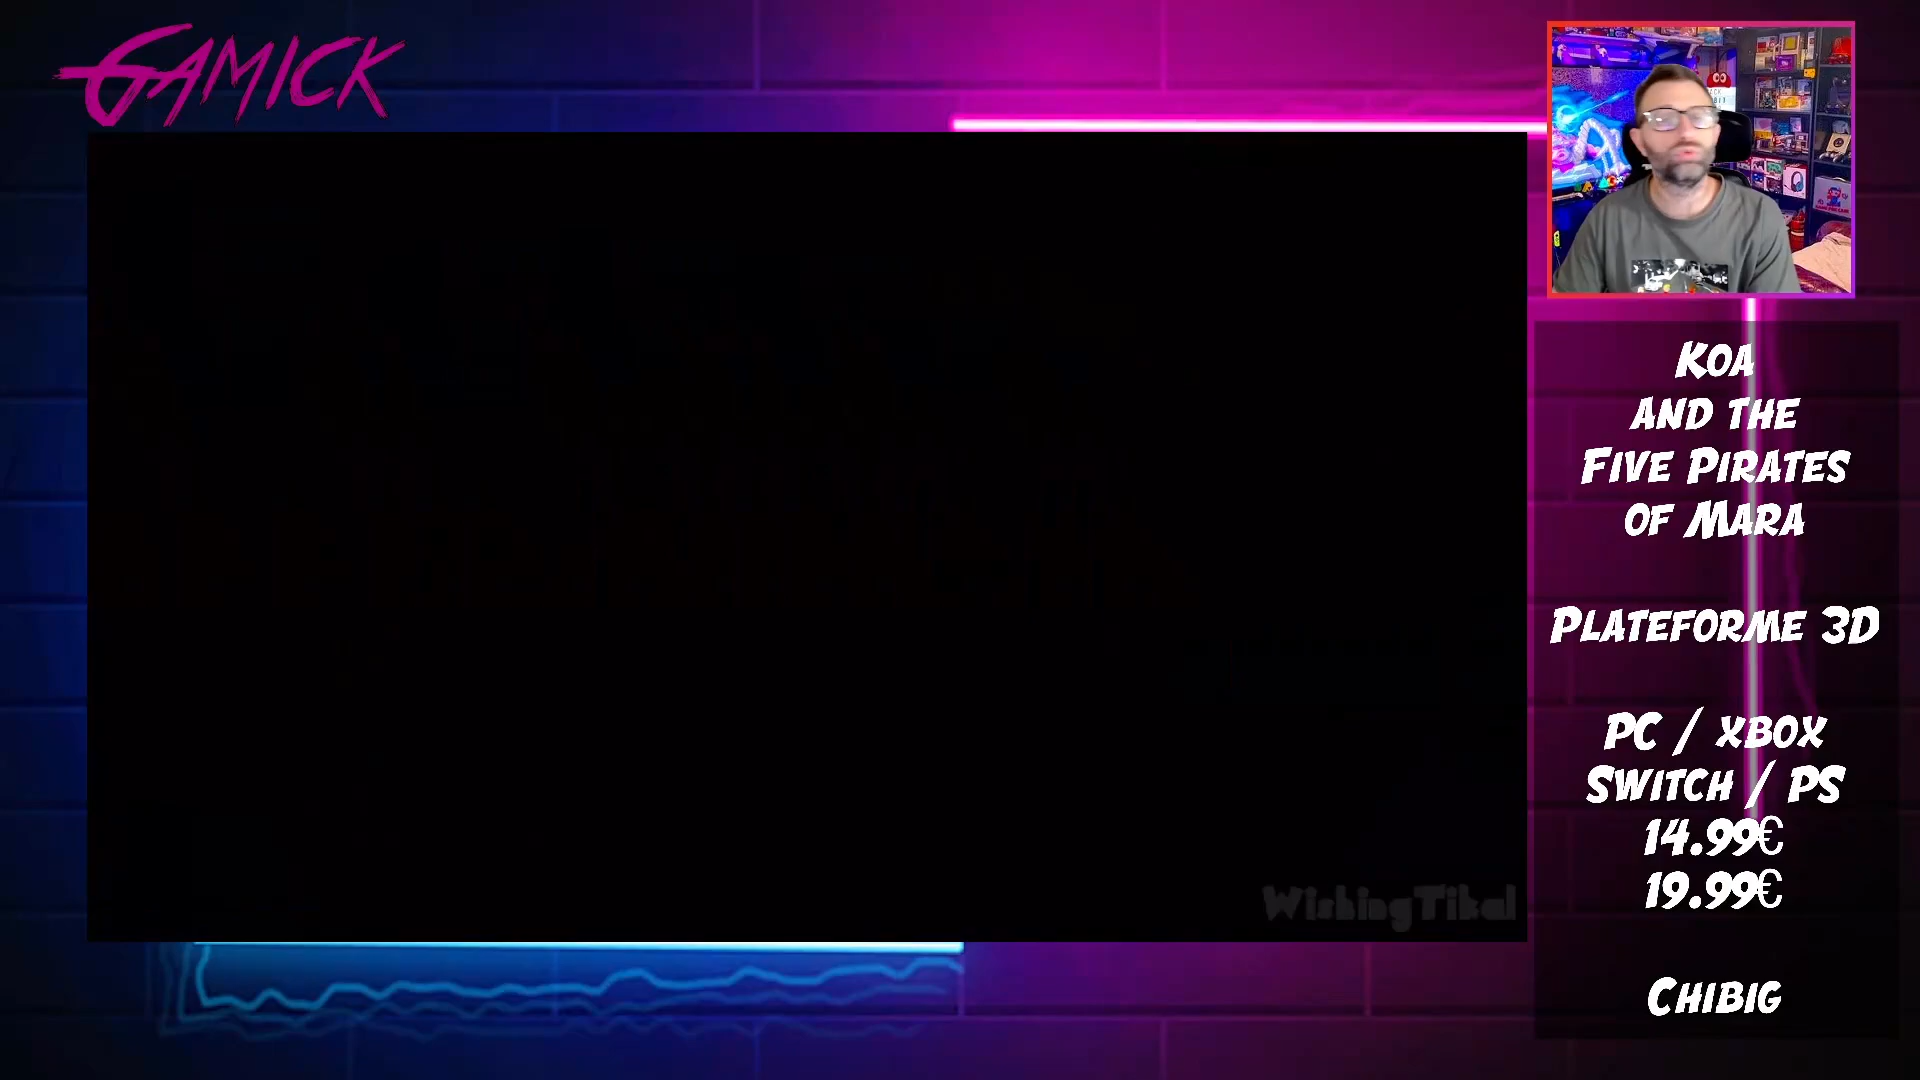 GAMICK
Koa
and the
Five Pirates
of Mara
Plateforme 3D
PC / xbox
Switch / PS
14.99€
19.99€
Chibig
WishingTikal